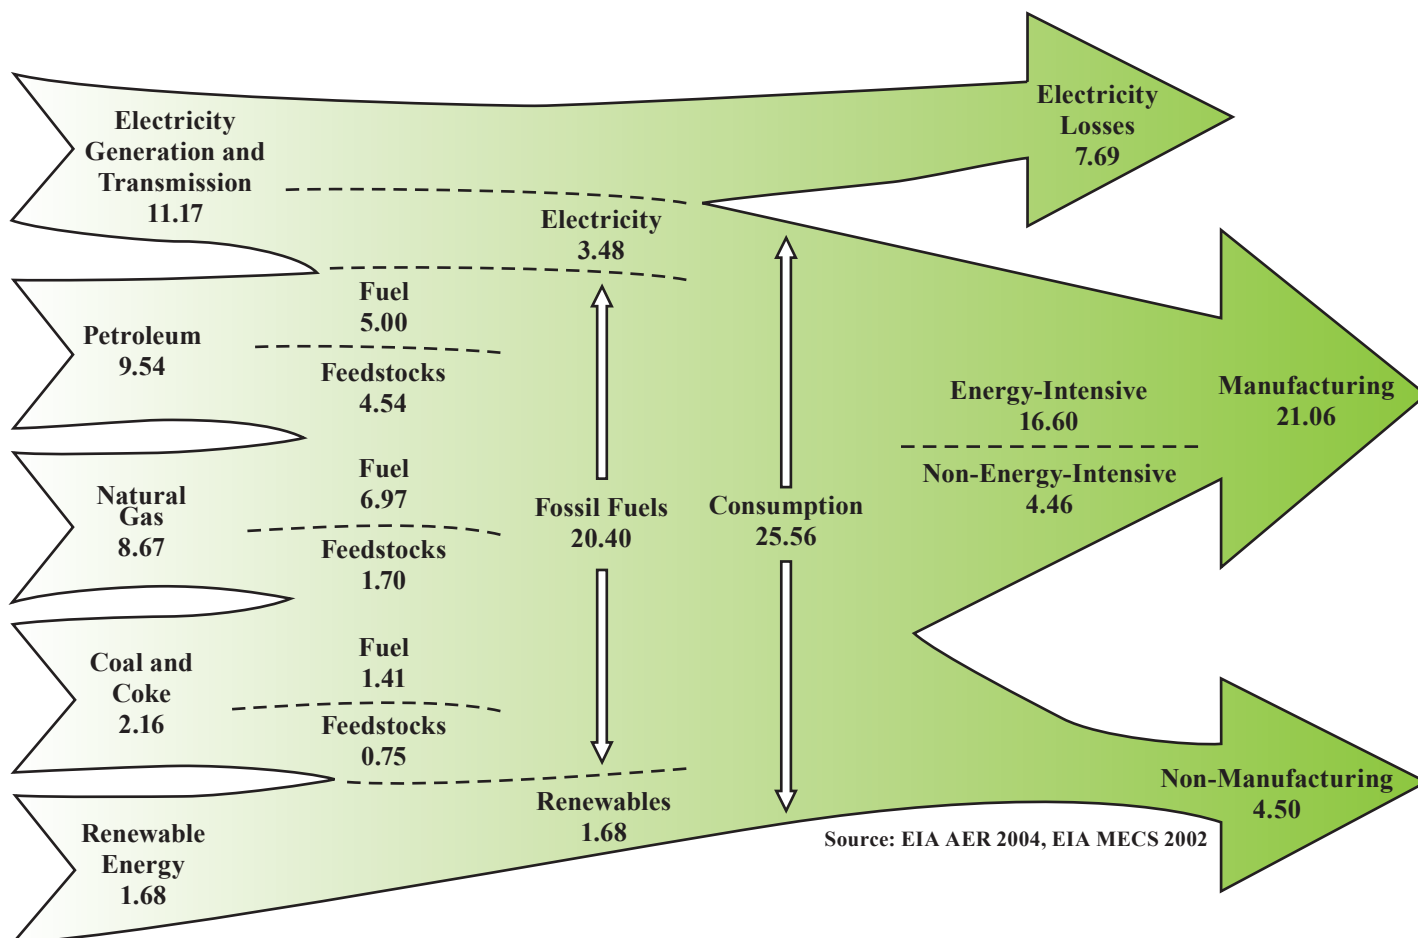 Electricity
Generation and
Transmission
11.17
Electricity
Losses
7.69
Electricity
3.48
Petroleum
9.54
Fuel
5.00
Feedstocks
4.54
Natural
Gas
8.67
Fuel
6.97
Feedstocks
1.70
Coal and
Coke
2.16
Fuel
1.41
Feedstocks
0.75
Renewable
Energy
1.68
Fossil Fuels
20.40
Renewables
1.68
Consumption
25.56
Energy-Intensive
16.60
Non-Energy-Intensive
4.46
Manufacturing
21.06
Non-Manufacturing
4.50
Source: EIA AER 2004, EIA MECS 2002